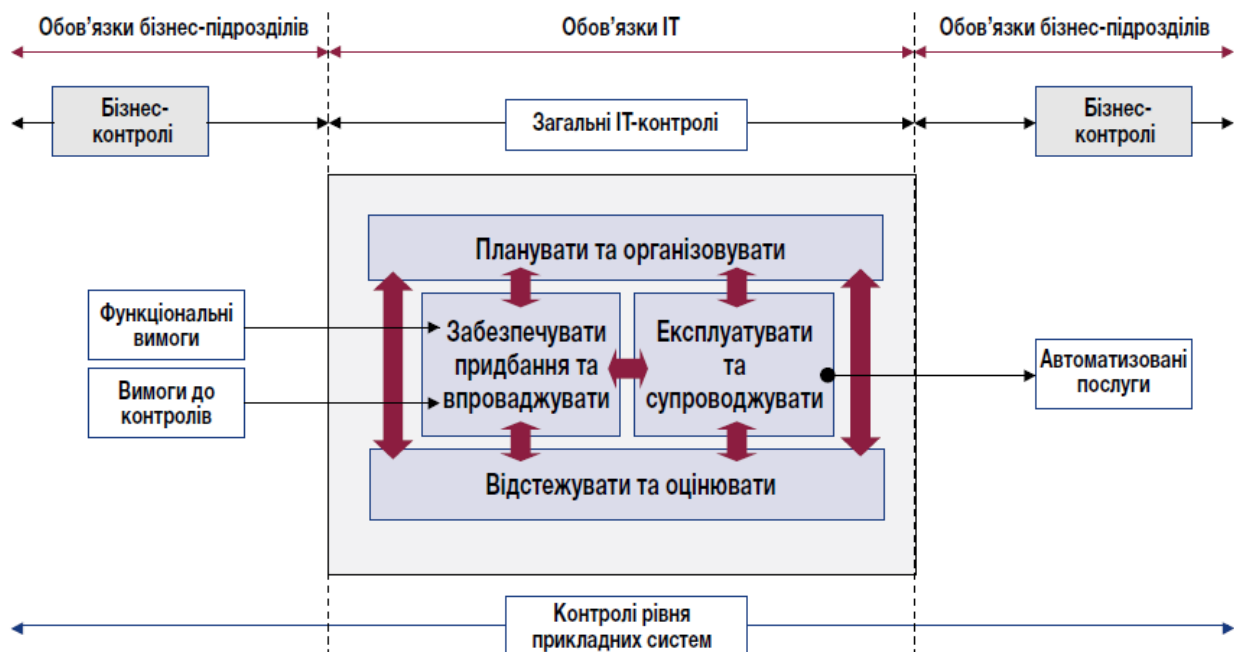 Обов’язки бізнес-підрозділів
Обов’язки ІТ
Обов’язки бізнес-підрозділів
Бізнес-
контролі
Загальні ІТ-контролі
Бізнес-
контролі
Планувати та організовувати
Функціональні
вимоги
Вимоги до
контролів
Забезпечувати
придбання та
впроваджувати
Експлуатувати
та
супроводжувати
Автоматизовані
послуги
Відстежувати та оцінювати
Контролі рівня
прикладних систем